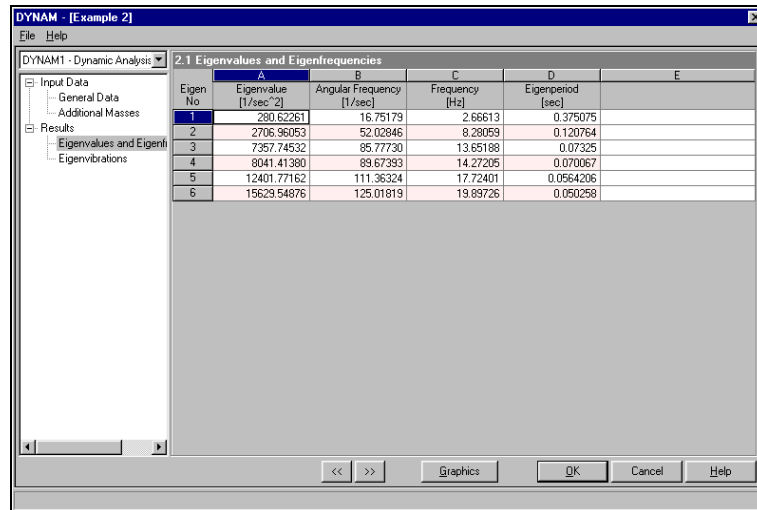 DYNAM - [Example 2]
File Help
DYNAM1 - Dynamic Analysis
2.1 Eigenvalues and Eigenfrequencies
Input Data
General Data
Additional Masses
Results
Eigenvalues and Eigenfr
Eigenvibrations
A B C D E
Eigen No Eigenvalue [1/sec^2] Angular Frequency [1/sec] Frequency [Hz] Eigenperiod [sec]
1 280.62261 16.75179 2.66613 0.375075
2 2706.96053 52.02846 8.28059 0.120764
3 7357.74532 85.77730 13.65188 0.07325
4 8041.41380 89.67393 14.27205 0.070067
5 12401.77162 111.36324 17.72401 0.0564206
6 15629.54876 125.01819 19.89726 0.050258
<< >> Graphics OK Cancel Help